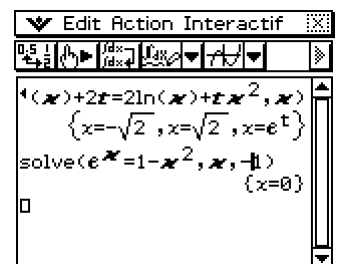 Edit Action Interactif
(x)+2t=2ln(x)+tx²,x)
{x=-√2,x=√2,x=e^t}
solve(e^x=1-x²,x,-1)
{x=0}